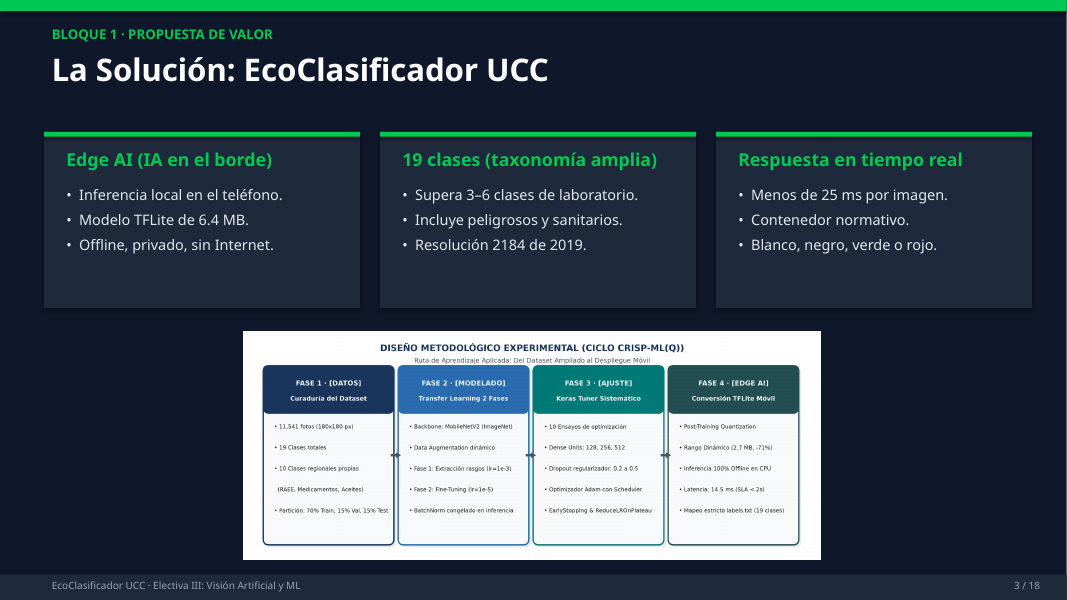 BLOQUE 1 · PROPUESTA DE VALOR
La Solución: EcoClasificador UCC
Edge AI (IA en el borde)
• Inferencia local en el teléfono.
• Modelo TFLite de 6.4 MB.
• Offline, privado, sin Internet.
19 clases (taxonomía amplia)
• Supera 3–6 clases de laboratorio.
• Incluye peligrosos y sanitarios.
• Resolución 2184 de 2019.
Respuesta en tiempo real
• Menos de 25 ms por imagen.
• Contenedor normativo.
• Blanco, negro, verde o rojo.
DISEÑO METODOLÓGICO EXPERIMENTAL (CICLO CRISP-ML(Q))
Ruta de Aprendizaje Aplicada: Del Dataset Ampliado al Despliegue Móvil
FASE 1 · [DATOS]
Curaduría del Dataset
• 11,541 fotos (180x180 px)
• 19 Clases totales
• 10 Clases regionales propias
(RAEE, Medicamentos, Aceites)
• Partición: 70% Train, 15% Val, 15% Test
FASE 2 · [MODELADO]
Transfer Learning 2 Fases
• Backbone: MobileNetV2 (ImageNet)
• Data Augmentation dinámico
• Fase 1: Extracción rasgos (lr=1e-3)
• Fase 2: Fine-Tuning (lr=1e-5)
• BatchNorm congelado en inferencia
FASE 3 · [AJUSTE]
Keras Tuner Sistemático
• 10 Ensayos de optimización
• Dense Units: 128, 256, 512
• Dropout regularizador: 0.2 a 0.5
• Optimizador Adam con Scheduler
• EarlyStopping & ReduceLROnPlateau
FASE 4 · [EDGE AI]
Conversión TFLite Móvil
• Post-Training Quantization
• Rango Dinámico (2.7 MB, -71%)
• Inferencia 100% Offline en CPU
• Latencia: 14.5 ms (SLA < 2s)
• Mapeo estricto labels.txt (19 clases)
EcoClasificador UCC · Electiva III: Visión Artificial y ML
3 / 18